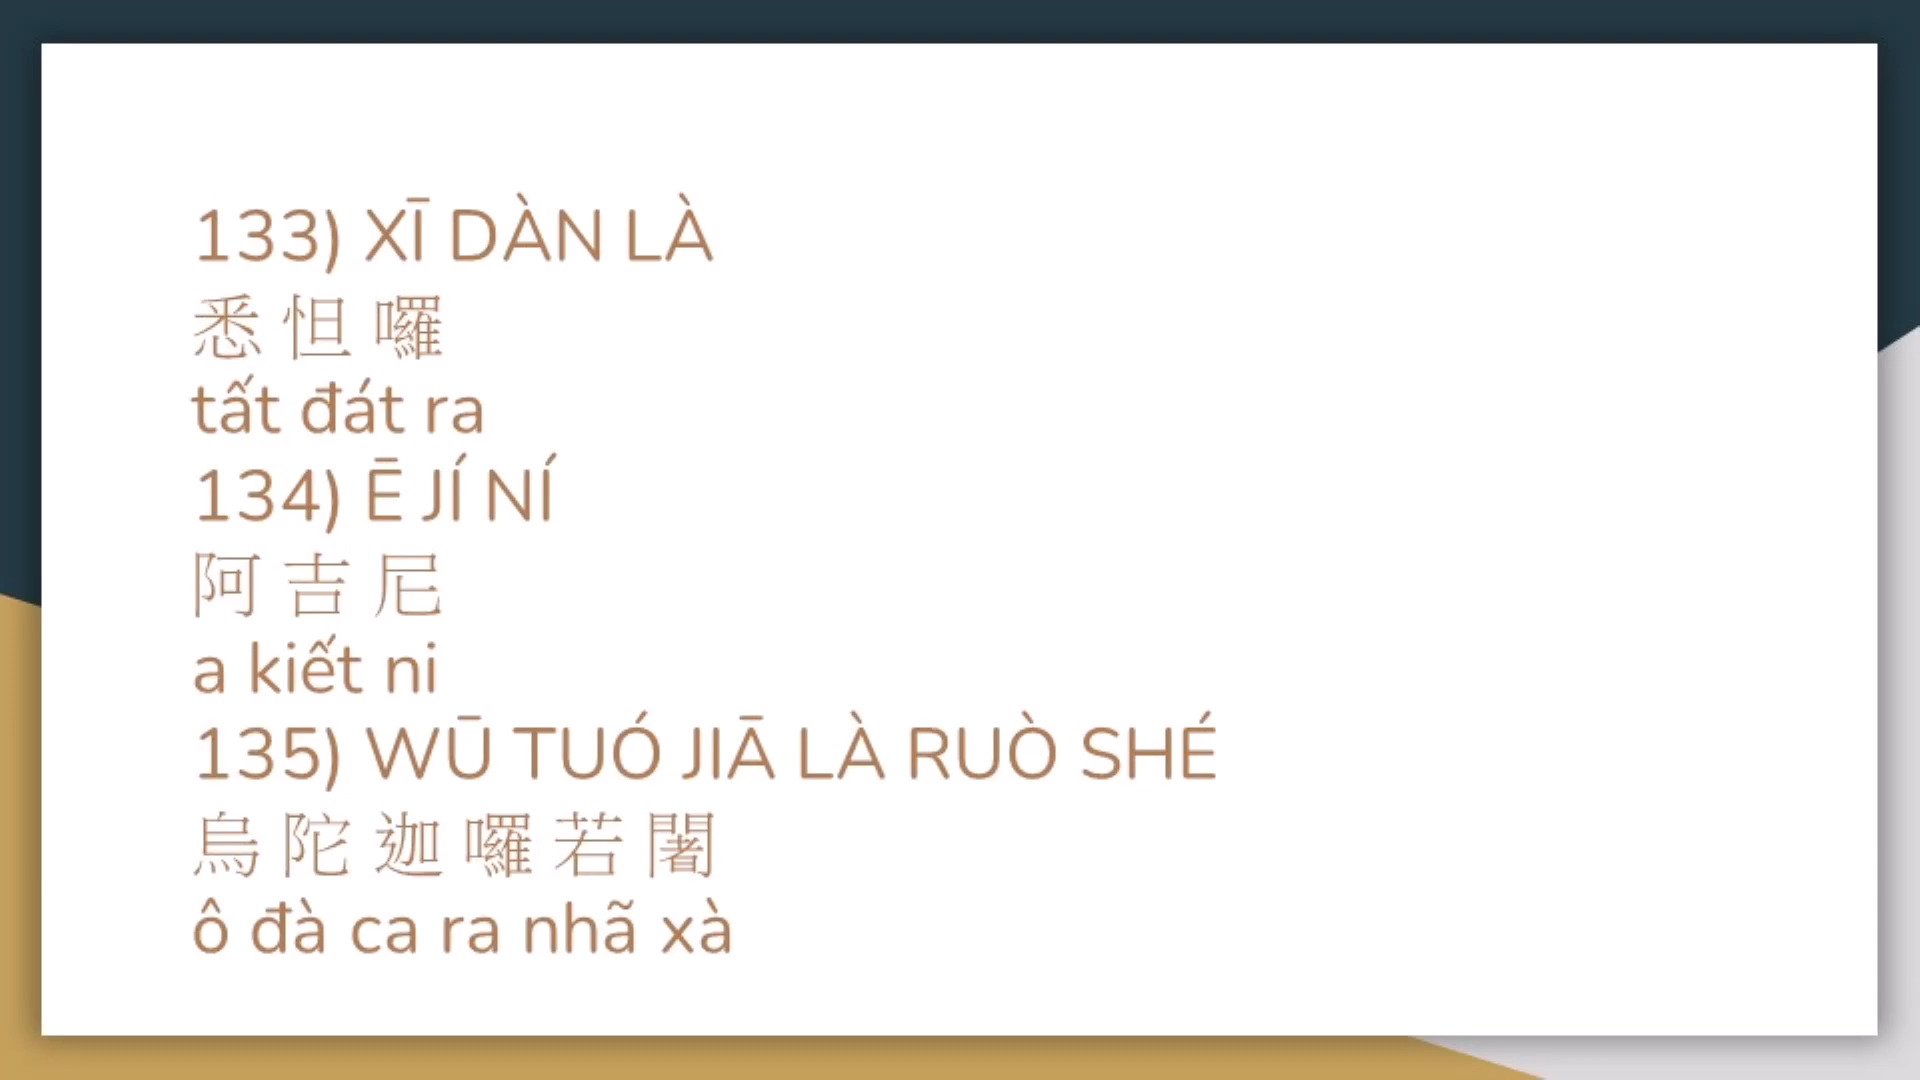 133) XĪ DÀN LÀ
悉 怛 囉
tất đát ra
134) Ē JÍ NÍ
阿 吉 尼
a kiết ni
135) WŪ TUÓ JIĀ LÀ RUÒ SHÉ
烏 陀 迦 囉 若 闍
ô đà ca ra nhã xà